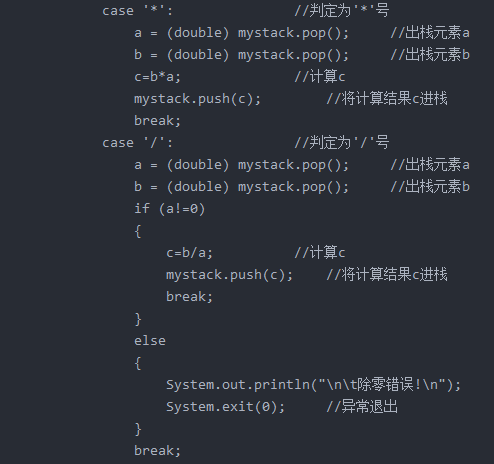 case '*':               //判定为'*'号
    a = (double) mystack.pop();     //出栈元素a
    b = (double) mystack.pop();     //出栈元素b
    c=b*a;              //计算c
    mystack.push(c);        //将计算结果c进栈
    break;
case '/':               //判定为'/'号
    a = (double) mystack.pop();     //出栈元素a
    b = (double) mystack.pop();     //出栈元素b
    if (a!=0)
    {
        c=b/a;          //计算c
        mystack.push(c);    //将计算结果c进栈
        break;
    }
    else
    {
        System.out.println("\n\t除零错误!\n");
        System.exit(0);     //异常退出
    }
    break;